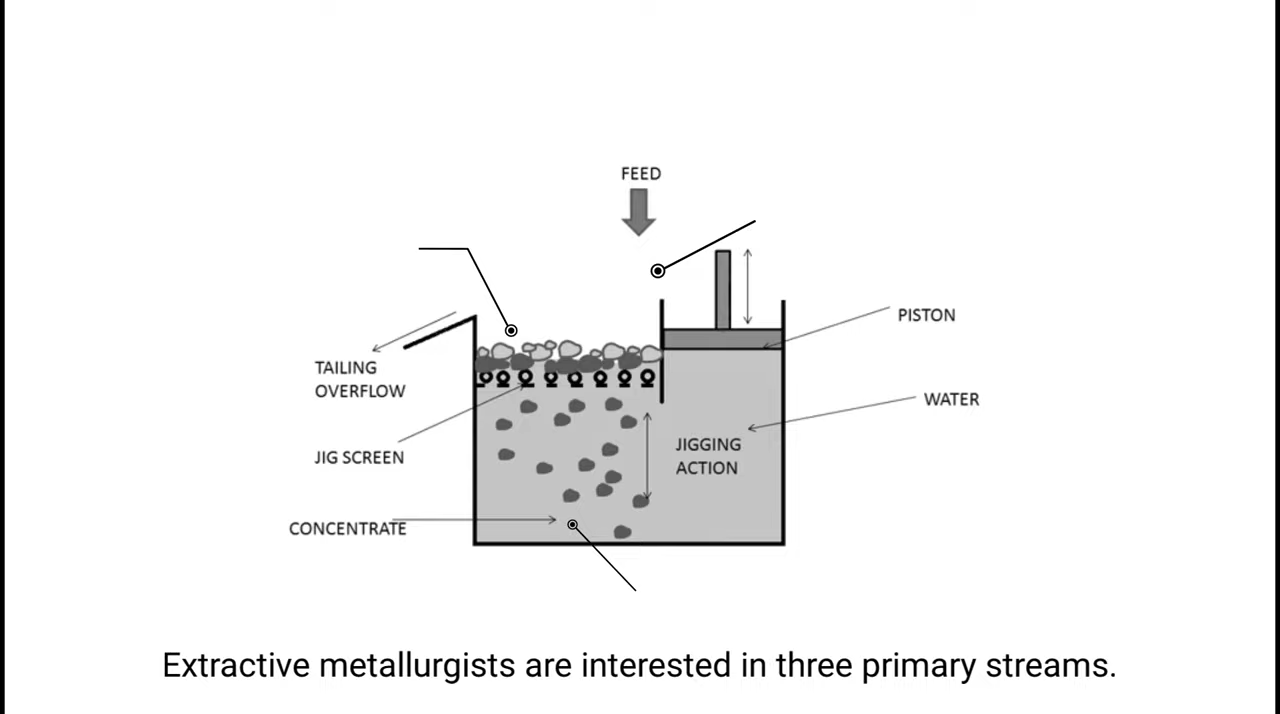 FEED
PISTON
TAILING
OVERFLOW
WATER
JIGGING
ACTION
JIG SCREEN
CONCENTRATE
Extractive metallurgists are interested in three primary streams.